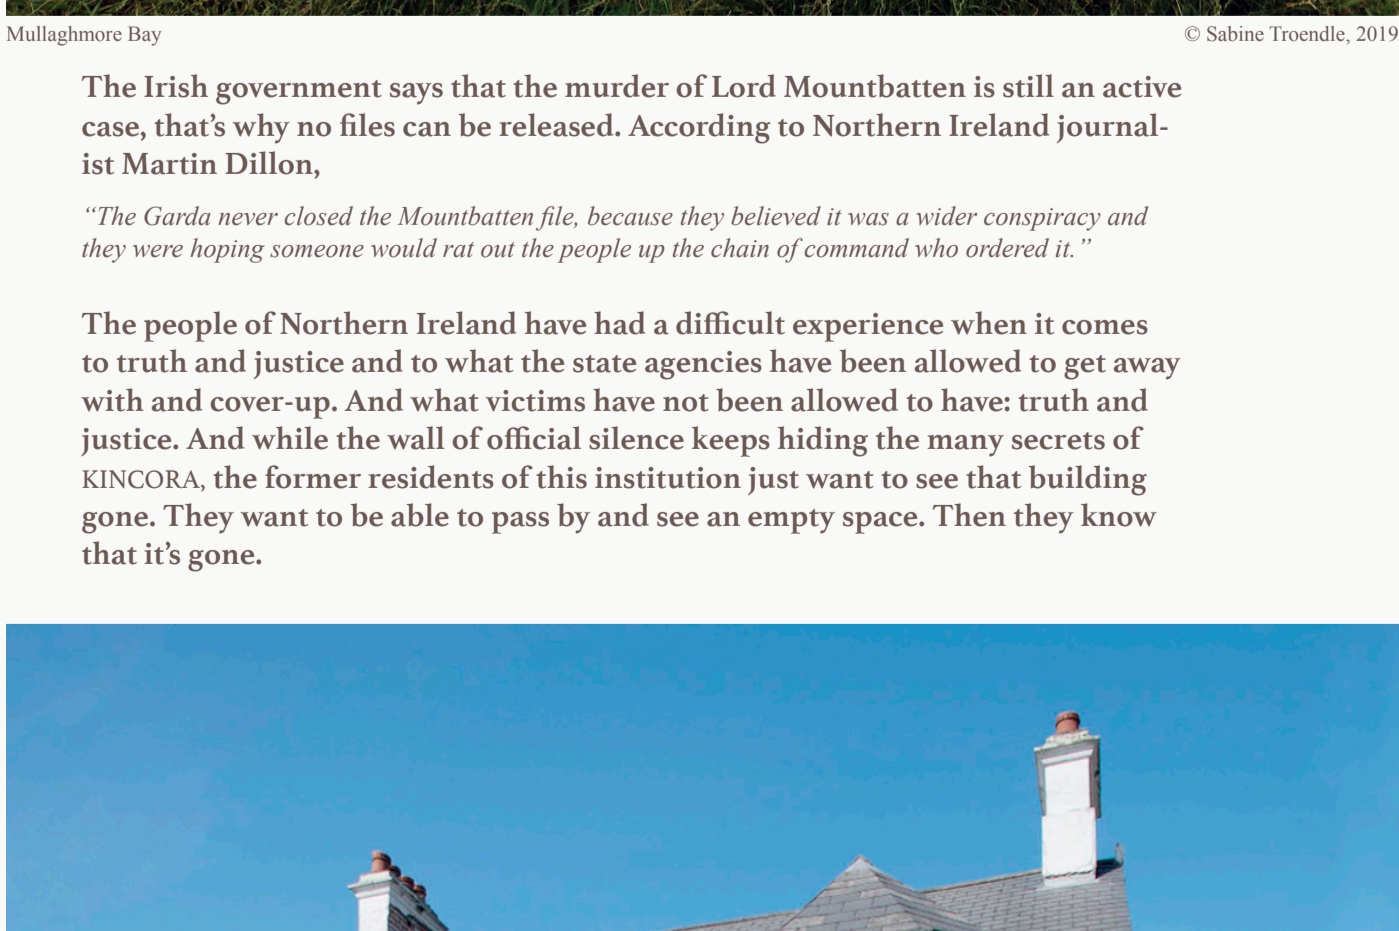 Mullaghmore Bay
© Sabine Troendle, 2019
The Irish government says that the murder of Lord Mountbatten is still an active
case, that’s why no files can be released. According to Northern Ireland journal-
ist Martin Dillon,
“The Garda never closed the Mountbatten file, because they believed it was a wider conspiracy and
they were hoping someone would rat out the people up the chain of command who ordered it.”
The people of Northern Ireland have had a difficult experience when it comes
to truth and justice and to what the state agencies have been allowed to get away
with and cover-up. And what victims have not been allowed to have: truth and
justice. And while the wall of official silence keeps hiding the many secrets of
KINCORA, the former residents of this institution just want to see that building
gone. They want to be able to pass by and see an empty space. Then they know
that it’s gone.